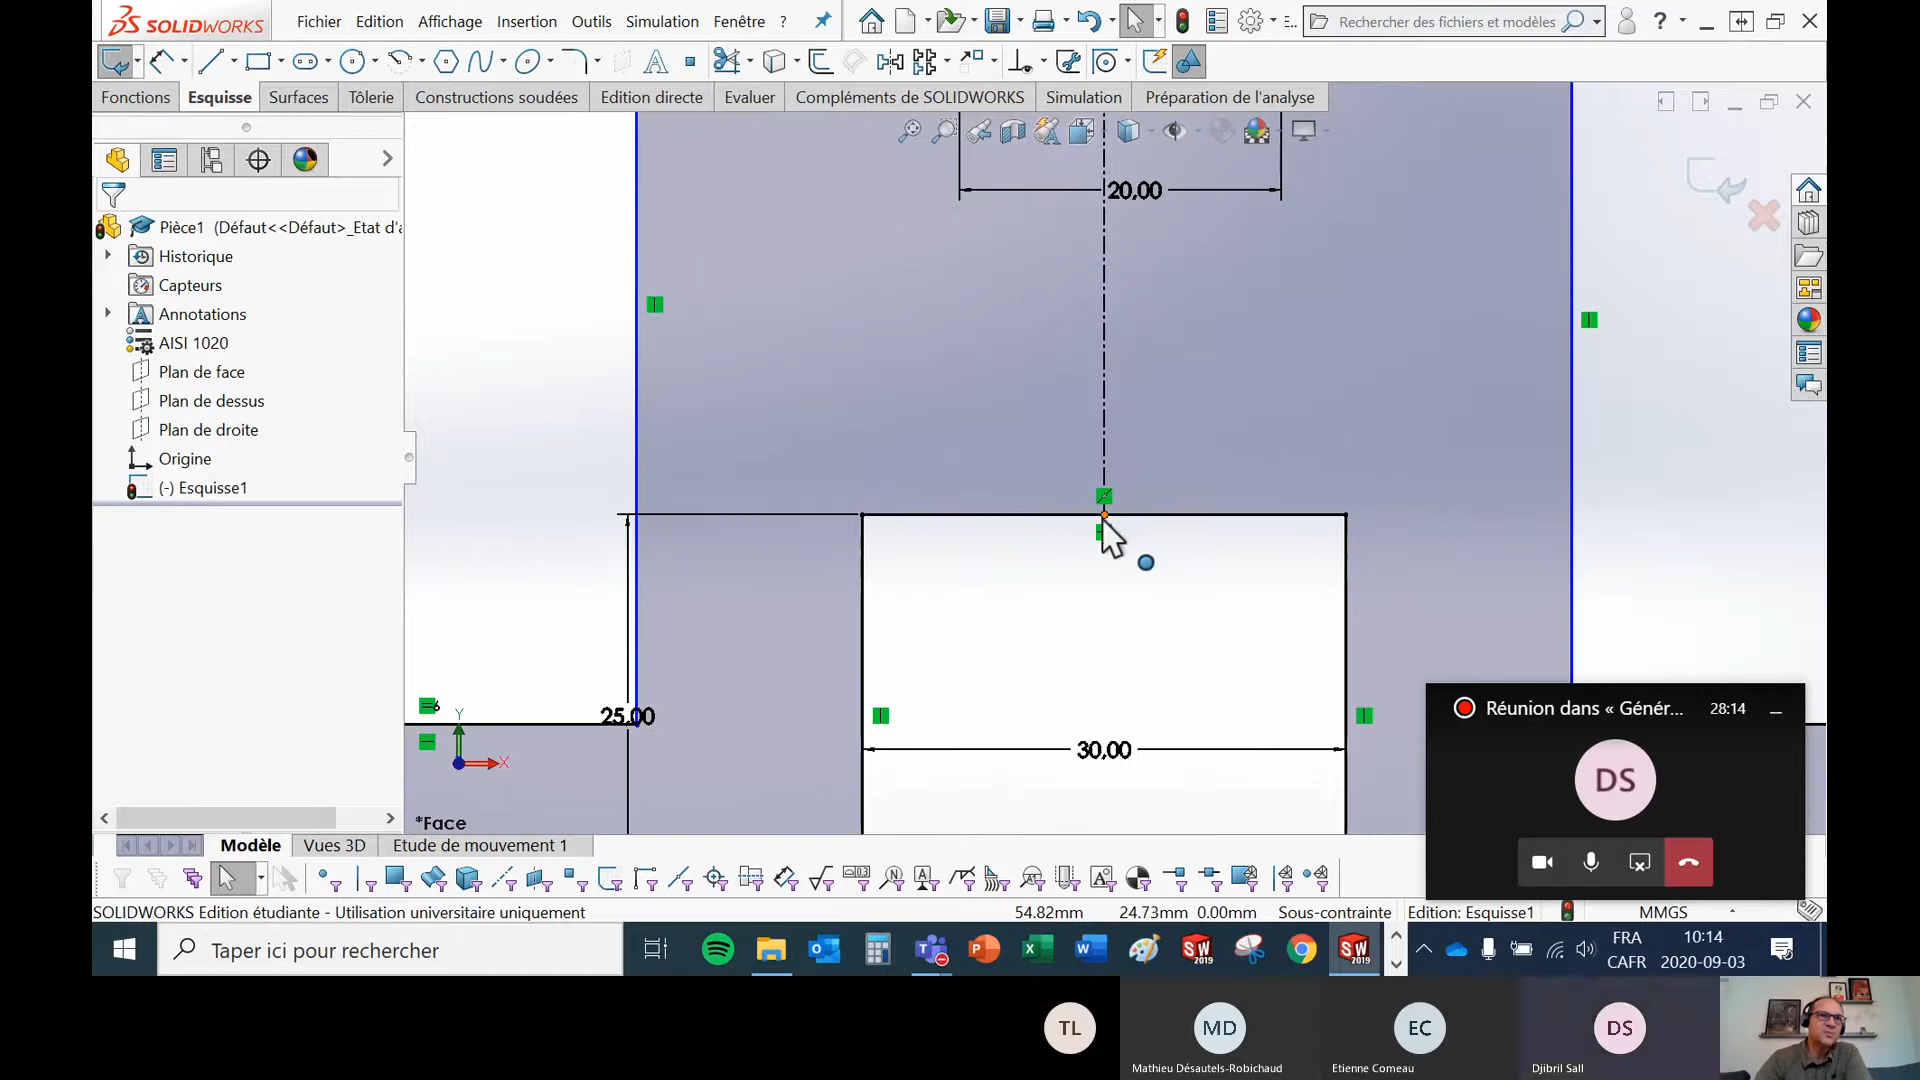 SOLIDWORKS
Fichier Edition Affichage Insertion Outils Simulation Fenêtre ?
E...
Rechercher des fichiers et modèles
?
Fonctions Esquisse Surfaces Tôlerie Constructions soudées Edition directe Evaluer Compléments de SOLIDWORKS Simulation Préparation de l'analyse
Pièce1 (Défaut<<Défaut>_Etat d'a
Historique
Capteurs
Annotations
AISI 1020
Plan de face
Plan de dessus
Plan de droite
Origine
(-) Esquisse1
20,00
25,00
30,00
6
Y
X
*Face
Réunion dans « Génér... 28:14
DS
Modèle Vues 3D Etude de mouvement 1
SOLIDWORKS Edition étudiante - Utilisation universitaire uniquement
54.82mm 24.73mm 0.00mm Sous-contrainte Edition: Esquisse1 MMGS
Taper ici pour rechercher
SW 2019
SW 2019
FRA
CAFR
10:14
2020-09-03
TL
MD
EC
DS
Mathieu Désautels-Robichaud
Etienne Comeau
Djibril Sall